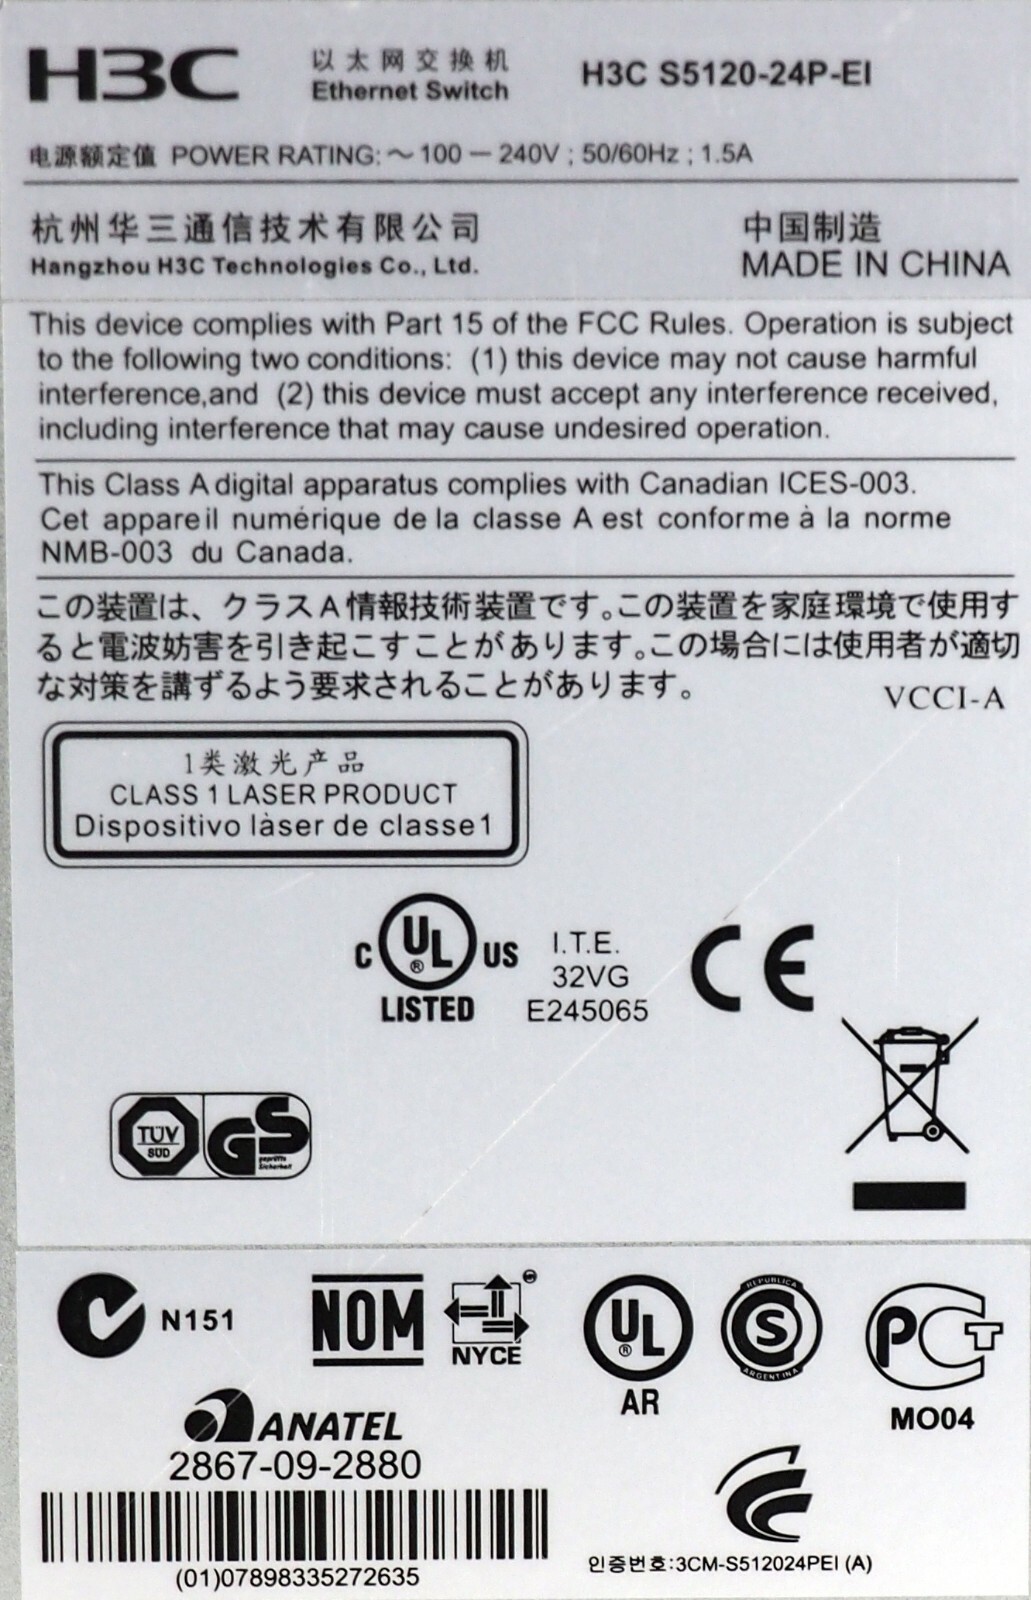 H3C 以太网交换机 H3C S5120-24P-EI
Ethernet Switch
电源额定值 POWER RATING: ～100 — 240V ; 50/60Hz ; 1.5A
杭州华三通信技术有限公司 中国制造
Hangzhou H3C Technologies Co., Ltd. MADE IN CHINA
This device complies with Part 15 of the FCC Rules. Operation is subject
to the following two conditions: (1) this device may not cause harmful
interference,and (2) this device must accept any interference received,
including interference that may cause undesired operation.
This Class A digital apparatus complies with Canadian ICES-003.
Cet appareil numérique de la classe A est conforme à la norme
NMB-003 du Canada.
この装置は、クラスA情報技術装置です。この装置を家庭環境で使用す
ると電波妨害を引き起こすことがあります。この場合には使用者が適切
な対策を講ずるよう要求されることがあります。 VCCI-A
1类激光产品
CLASS 1 LASER PRODUCT
Dispositivo làser de classe1
C UL ® US
LISTED
I.T.E.
32VG
E245065
CE
TÜV
SÜD
GS
geprüfte
Sicherheit
N151
NOM
NYCE
UL ®
AR
REPUBLICA
S
ARGENTINA
PCT
MO04
ANATEL
2867-09-2880
(01)07898335272635
인증번호:3CM-S512024PEI (A)